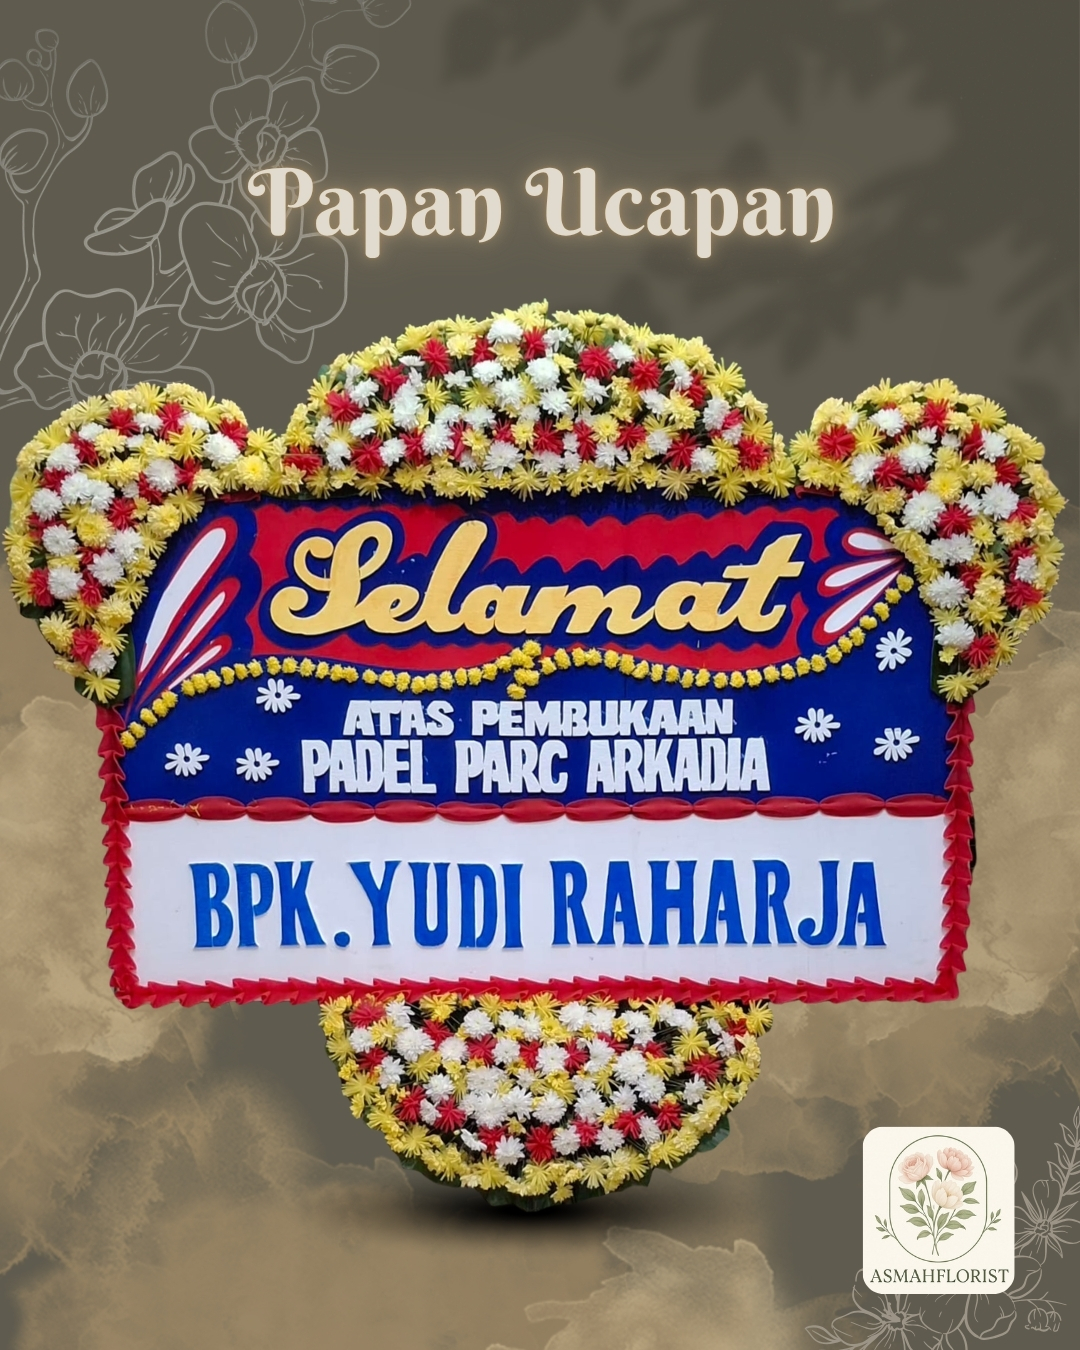 Papan Ucapan
Selamat
ATAS PEMBUKAAN
PADEL PARC ARKADIA
BPK.YUDI RAHARJA
ASMAHFLORIST